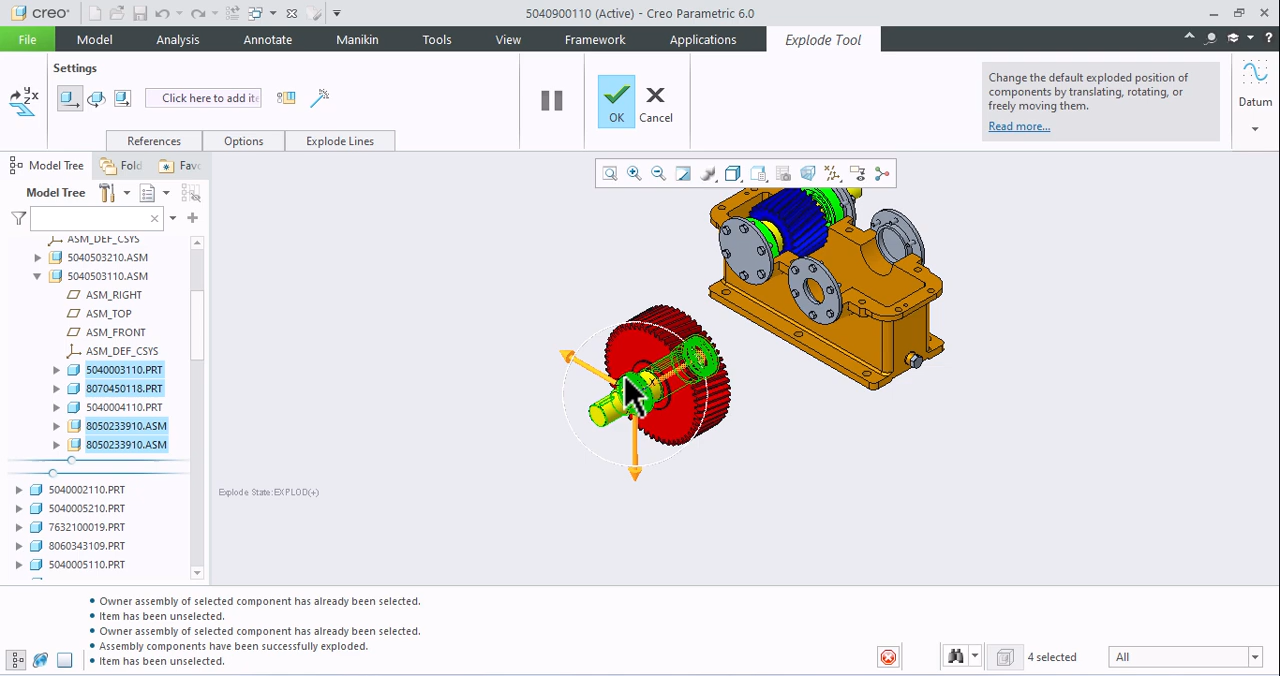 creo®
5040900110 (Active) - Creo Parametric 6.0
File Model Analysis Annotate Manikin Tools View Framework Applications Explode Tool
Settings
Click here to add ite
OK Cancel
References Options Explode Lines
Change the default exploded position of
components by translating, rotating, or
freely moving them.
Read more...
Datum
Model Tree Fold Favo
Model Tree
ASM_DEF_CSYS
5040503210.ASM
5040503110.ASM
ASM_RIGHT
ASM_TOP
ASM_FRONT
ASM_DEF_CSYS
5040003110.PRT
8070450118.PRT
5040004110.PRT
8050233910.ASM
8050233910.ASM
5040002110.PRT
5040005210.PRT
7632100019.PRT
8060343109.PRT
5040005110.PRT
Explode State:EXPLOD(+)
• Owner assembly of selected component has already been selected.
• Item has been unselected.
• Owner assembly of selected component has already been selected.
• Assembly components have been successfully exploded.
• Item has been unselected.
4 selected
All